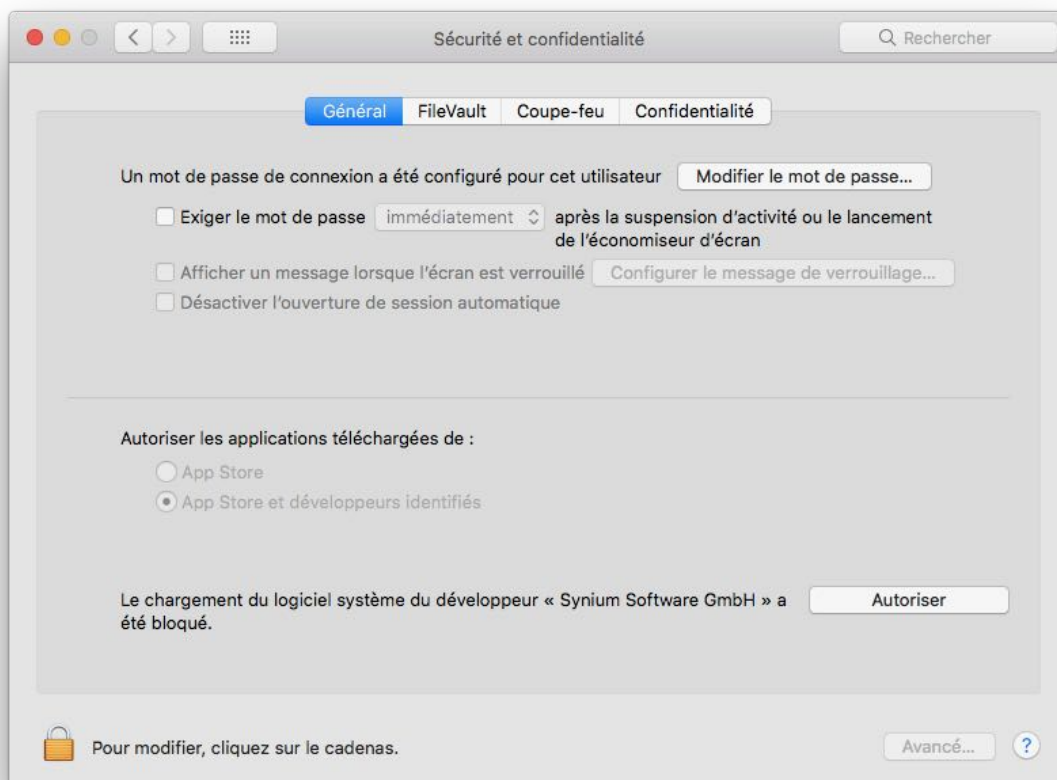 Sécurité et confidentialité
Rechercher
Général FileVault Coupe-feu Confidentialité
Un mot de passe de connexion a été configuré pour cet utilisateur Modifier le mot de passe...
Exiger le mot de passe immédiatement après la suspension d'activité ou le lancement
de l'économiseur d'écran
Afficher un message lorsque l'écran est verrouillé Configurer le message de verrouillage...
Désactiver l'ouverture de session automatique
Autoriser les applications téléchargées de :
App Store
App Store et développeurs identifiés
Le chargement du logiciel système du développeur « Synium Software GmbH » a
été bloqué.
Autoriser
Pour modifier, cliquez sur le cadenas.
Avancé... ?